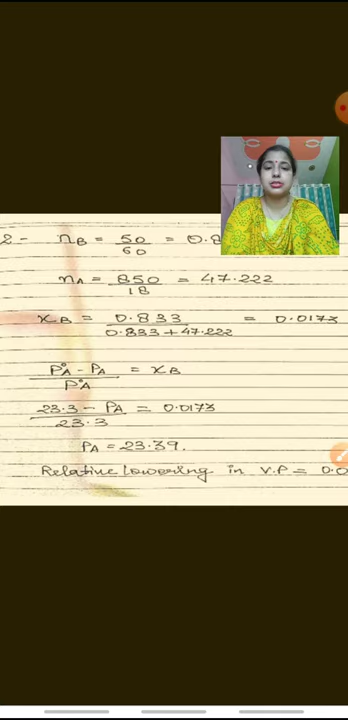 2- nB = 50/60 = 0.8
nA = 850/18 = 47.222
xB = 0.833/0.833+47.222 = 0.0173
P°A - PA/P°A = xB
23.3 - PA/23.3 = 0.0173
PA = 23.39.
Relative lowering in V.P = 0.0